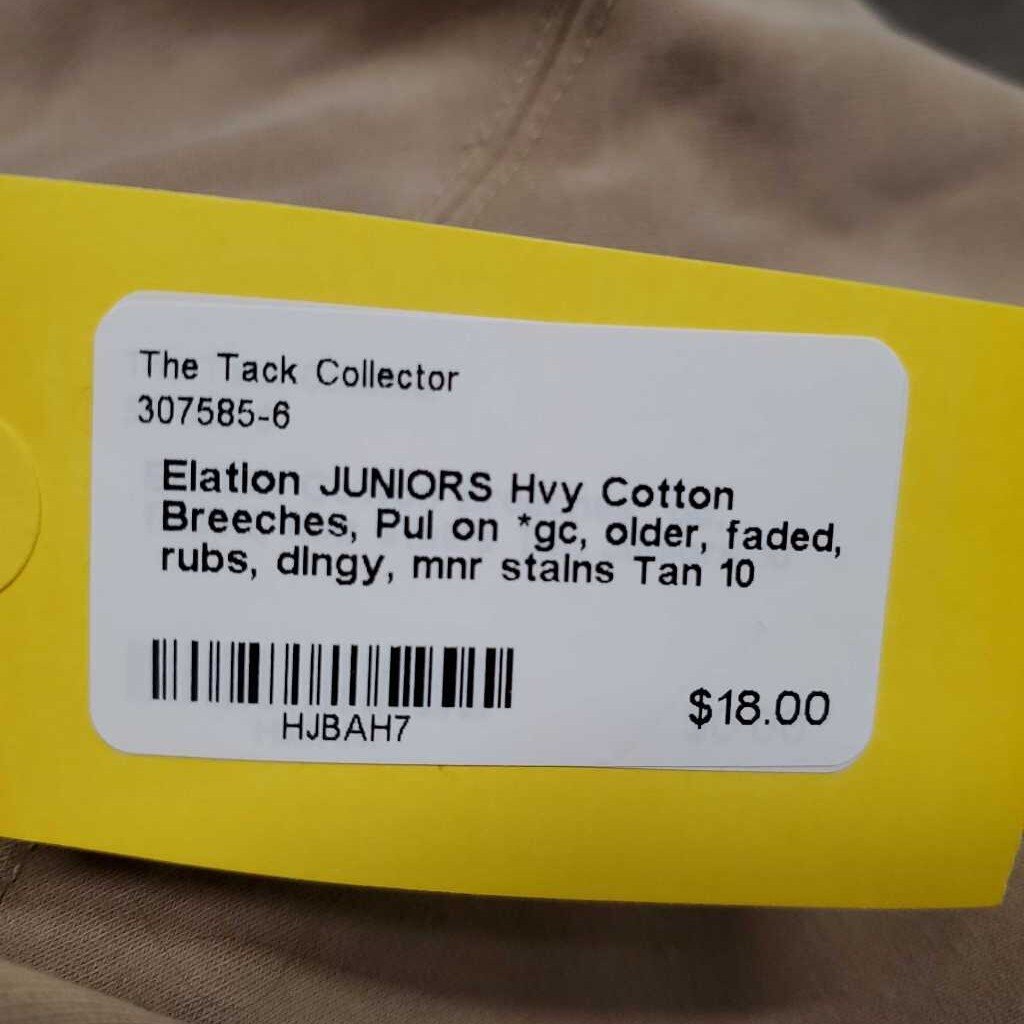 The Tack Collector
307585-6
Elation JUNIORS Hvy Cotton
Breeches, Pul on *gc, older, faded,
rubs, dingy, mnr stains Tan 10
HJBAH7
$18.00